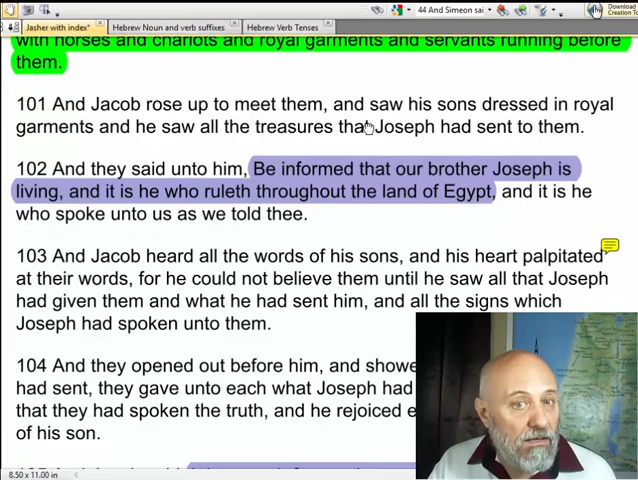 44 And Simeon sai
Download
Creation To
Jasher with index*
Hebrew Noun and verb suffixes
Hebrew Verb Tenses
with horses and chariots and royal garments and servants running before
them.
101 And Jacob rose up to meet them, and saw his sons dressed in royal
garments and he saw all the treasures that Joseph had sent to them.
102 And they said unto him, Be informed that our brother Joseph is
living, and it is he who ruleth throughout the land of Egypt, and it is he
who spoke unto us as we told thee.
103 And Jacob heard all the words of his sons, and his heart palpitated
at their words, for he could not believe them until he saw all that Joseph
had given them and what he had sent him, and all the signs which
Joseph had spoken unto them.
104 And they opened out before him, and showe
had sent, they gave unto each what Joseph had
that they had spoken the truth, and he rejoiced e
of his son.
8.50 x 11.00 in